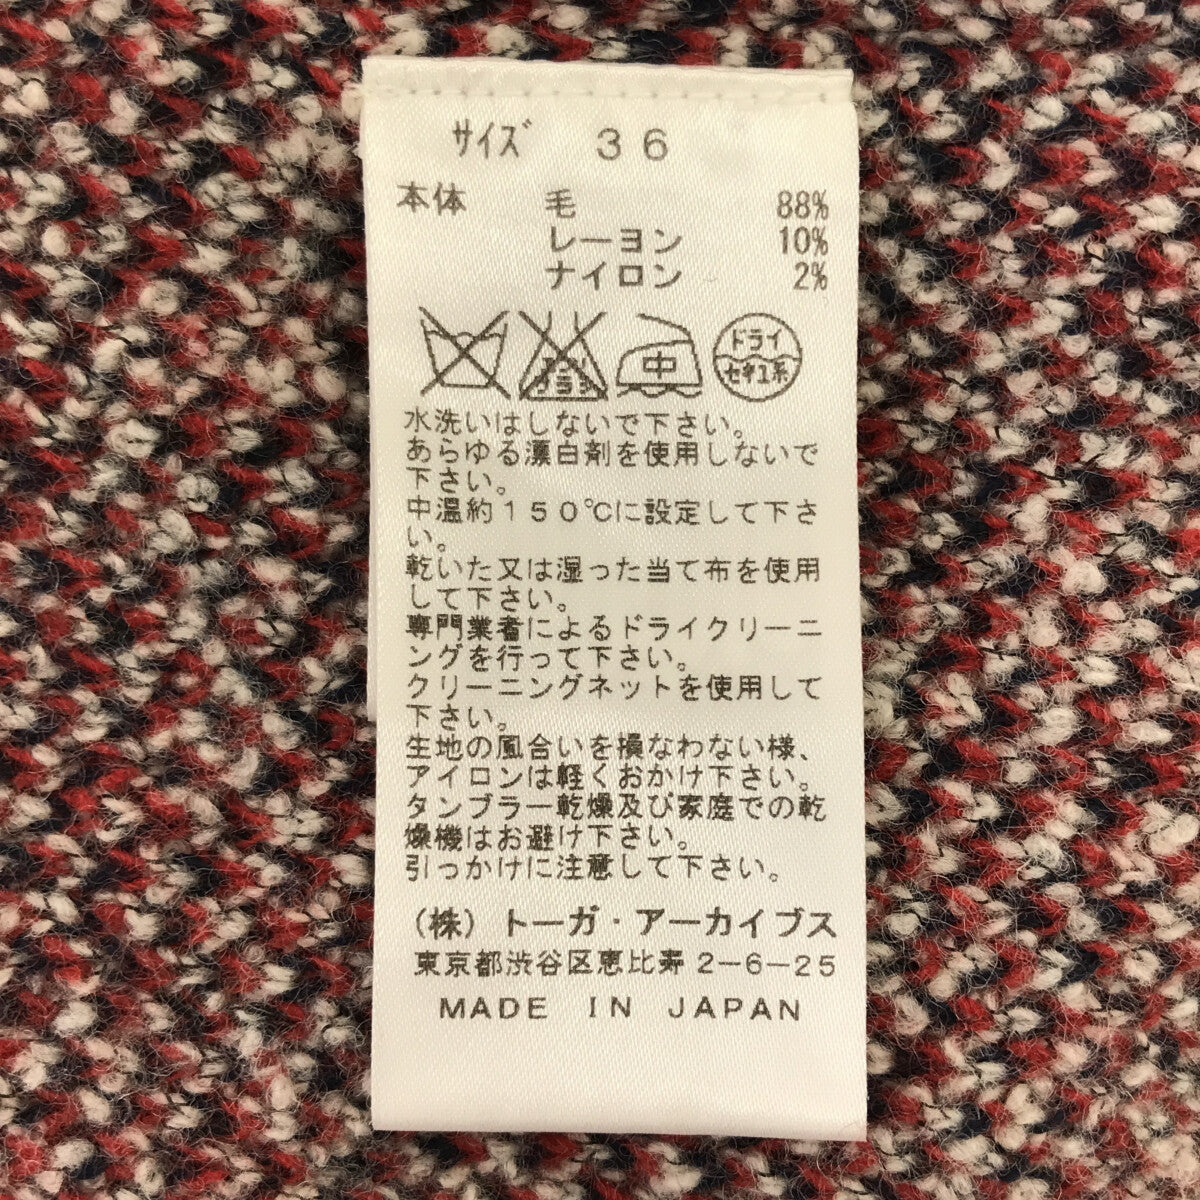 サイズ 36
本体 毛 88%
レーヨン 10%
ナイロン 2%
エンソ
サラシ
中
ドライ
セキユ系
水洗いはしないで下さい。
あらゆる漂白剤を使用しないで
下さい。
中温約150℃に設定して下さ
い。
乾いた又は湿った当て布を使用
して下さい。
専門業者によるドライクリーニ
ングを行って下さい。
クリーニングネットを使用して
下さい。
生地の風合いを損なわない様、
アイロンは軽くおかけ下さい。
タンブラー乾燥及び家庭での乾
燥機はお避け下さい。
引っかけに注意して下さい。
(株)トーガ・アーカイブス
東京都渋谷区恵比寿2-6-25
MADE IN JAPAN